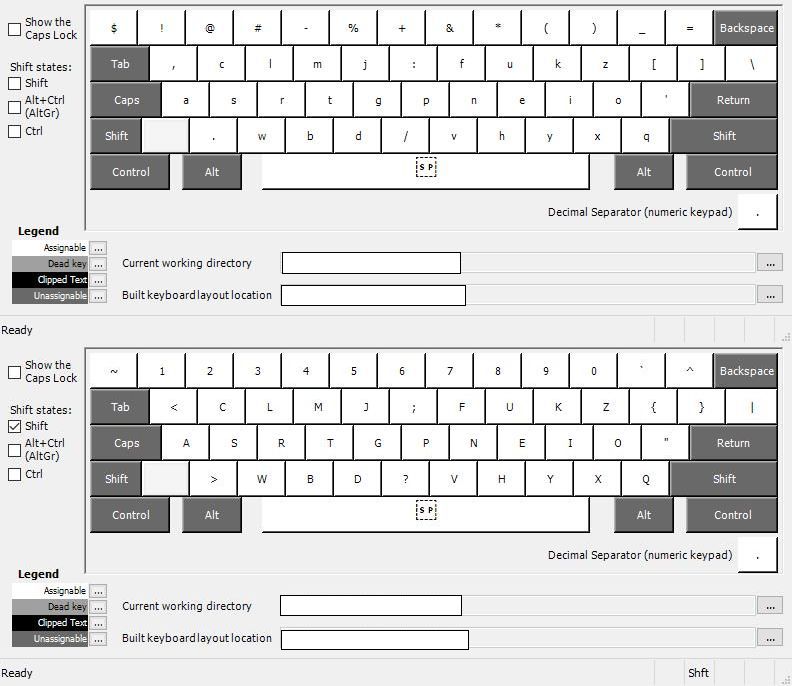 Show the
Caps Lock
$ ! @ # - % + & * ( ) _ = Backspace
Shift states:
Tab , c l m j : f u k z [ ] \
Shift
Alt+Ctrl
(AltGr)
Caps a s r t g p n e i o ' Return
Ctrl
Shift . w b d / v h y x q Shift
Control Alt SP Alt Control
Decimal Separator (numeric keypad) .
Legend
Assignable ...
Dead key ...
Clipped Text ...
Unassignable ...
Current working directory ...
Built keyboard layout location ...
Ready
Show the
Caps Lock
~ 1 2 3 4 5 6 7 8 9 0 ` ^ Backspace
Shift states:
Tab < C L M J ; F U K Z { } |
Shift
Alt+Ctrl
(AltGr)
Caps A S R T G P N E I O " Return
Ctrl
Shift > W B D ? V H Y X Q Shift
Control Alt SP Alt Control
Decimal Separator (numeric keypad) .
Legend
Assignable ...
Dead key ...
Clipped Text ...
Unassignable ...
Current working directory ...
Built keyboard layout location ...
Ready Shft